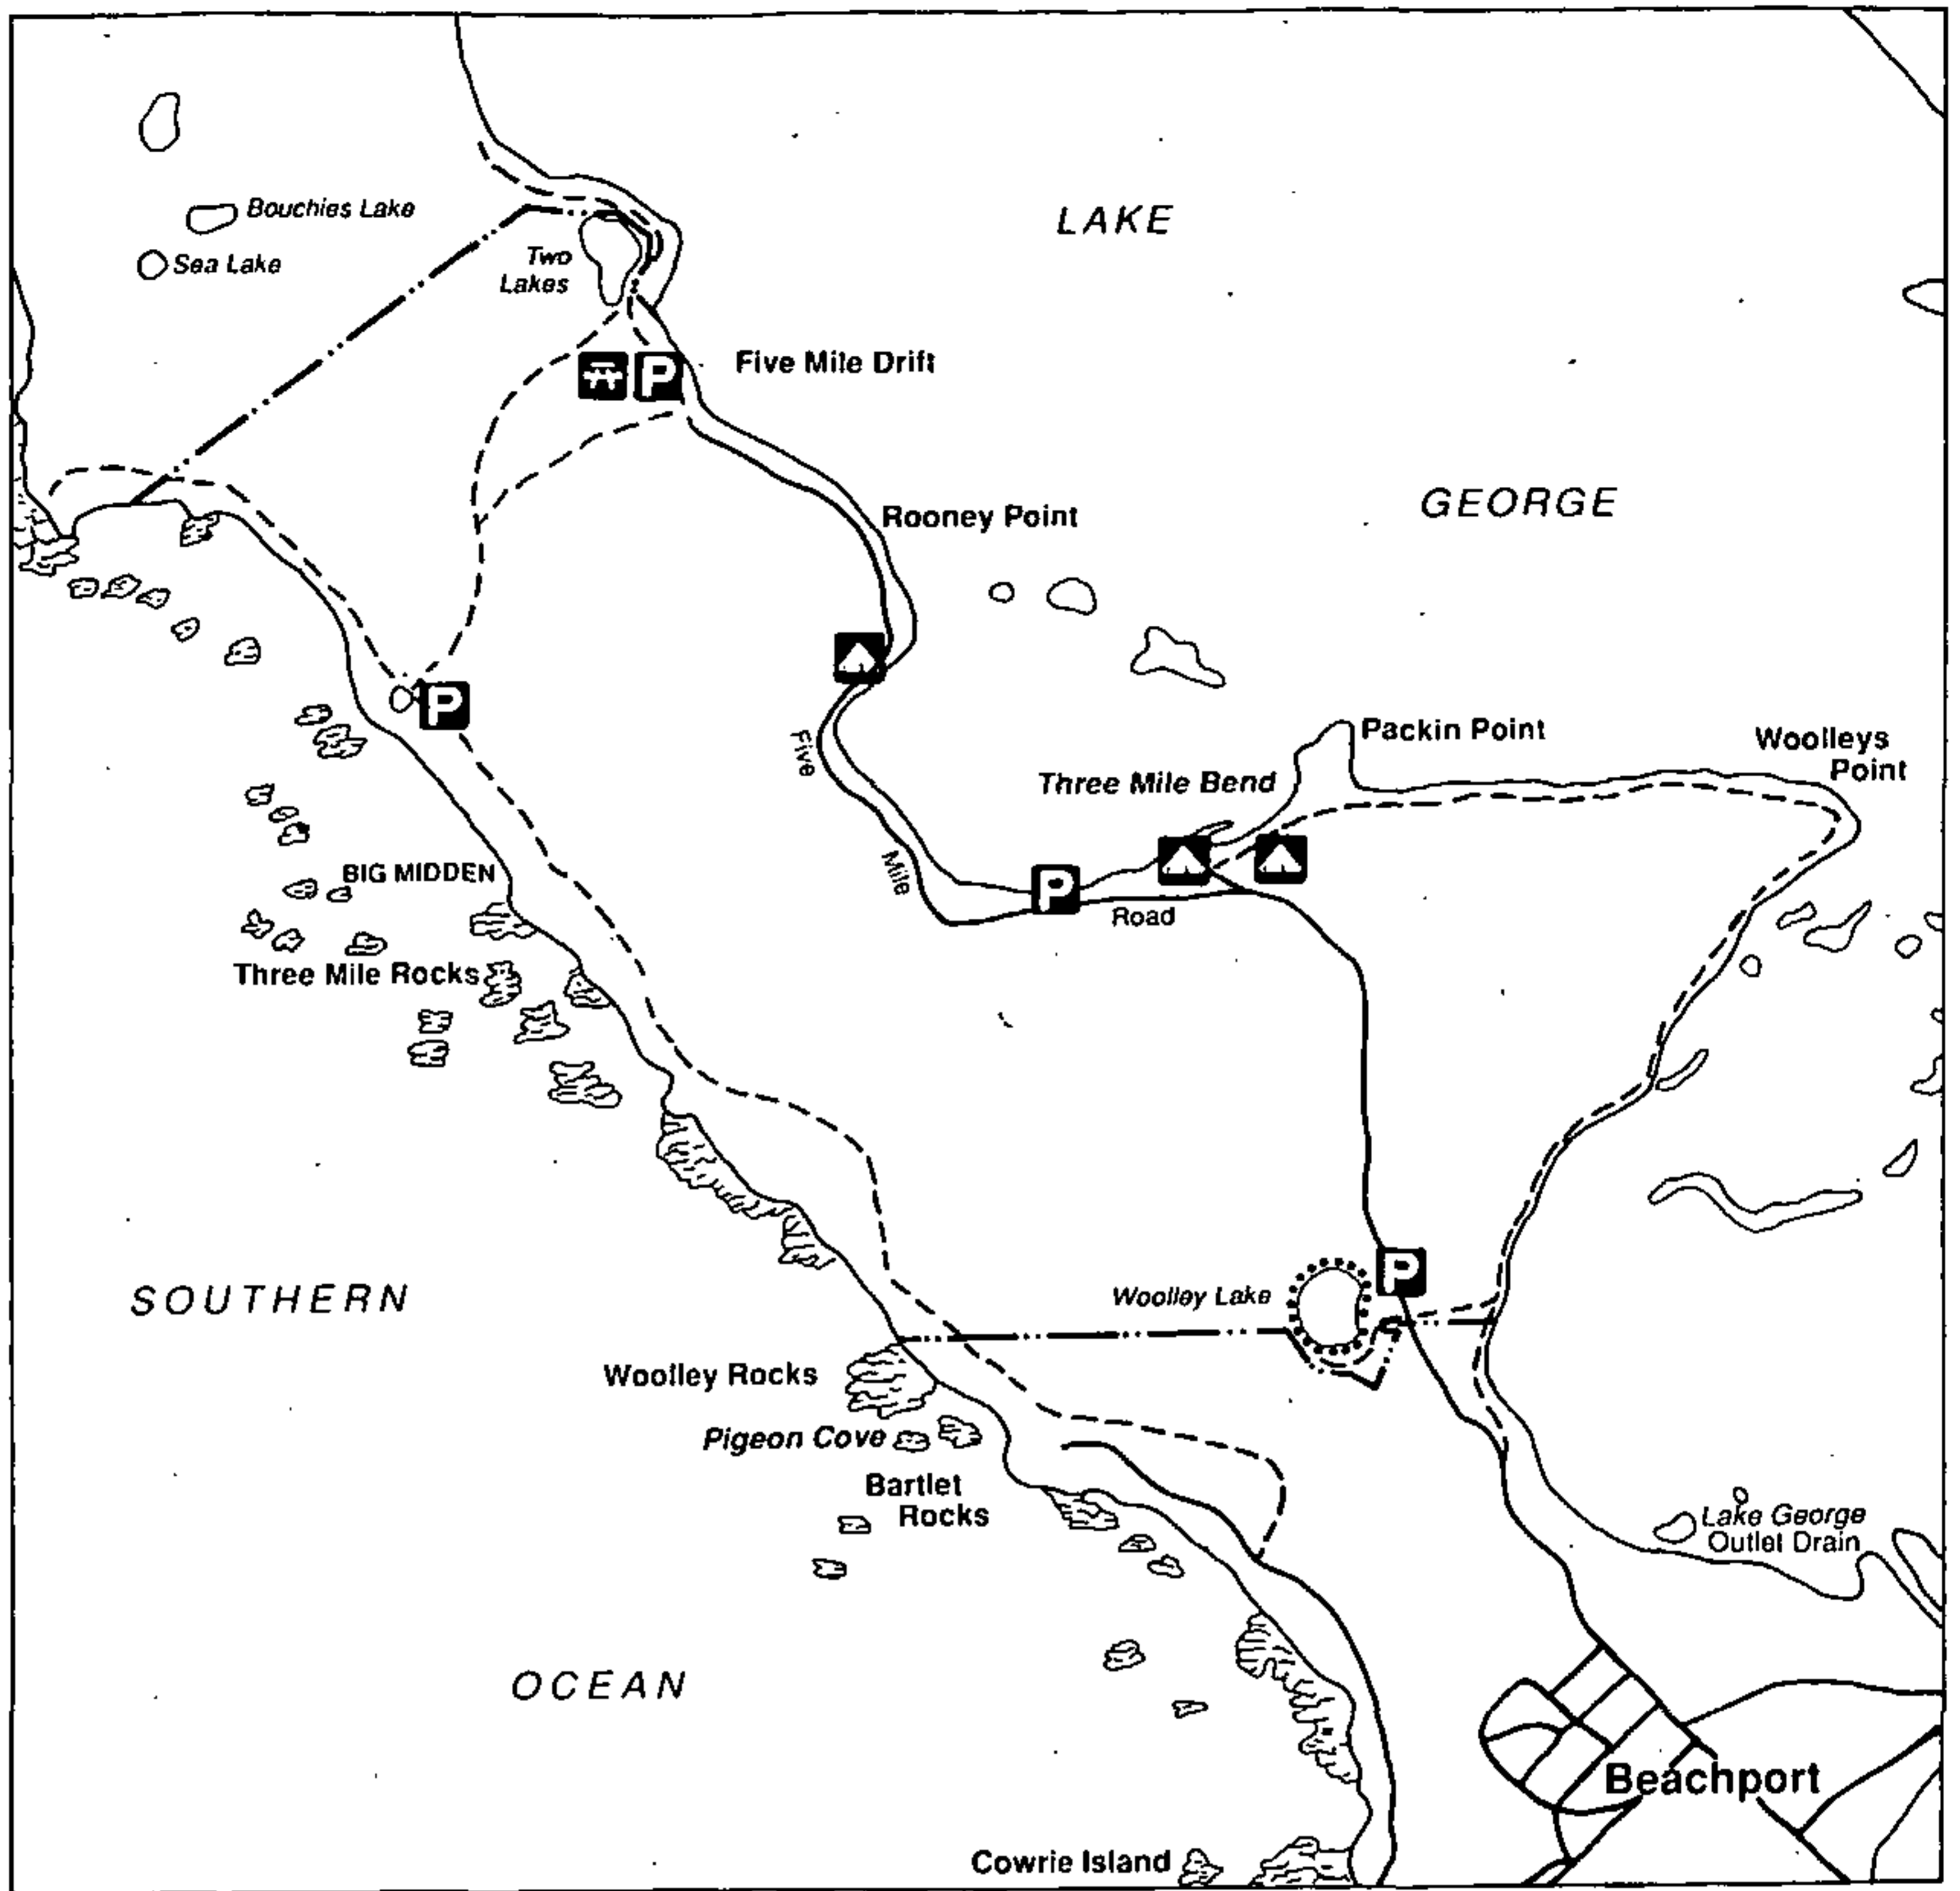 LAKE
Bouchies Lake
Sea Lake
Two
Lakes
P
Five Mile Drift
GEORGE
Rooney Point
P
Packin Point
Woolleys
Point
Five
Three Mile Bend
Mile
BIG MIDDEN
P
Road
Three Mile Rocks
P
SOUTHERN
Woolley Lake
Woolley Rocks
Pigeon Cove
Bartlet
Rocks
Lake George
Outlet Drain
OCEAN
Beachport
Cowrie Island